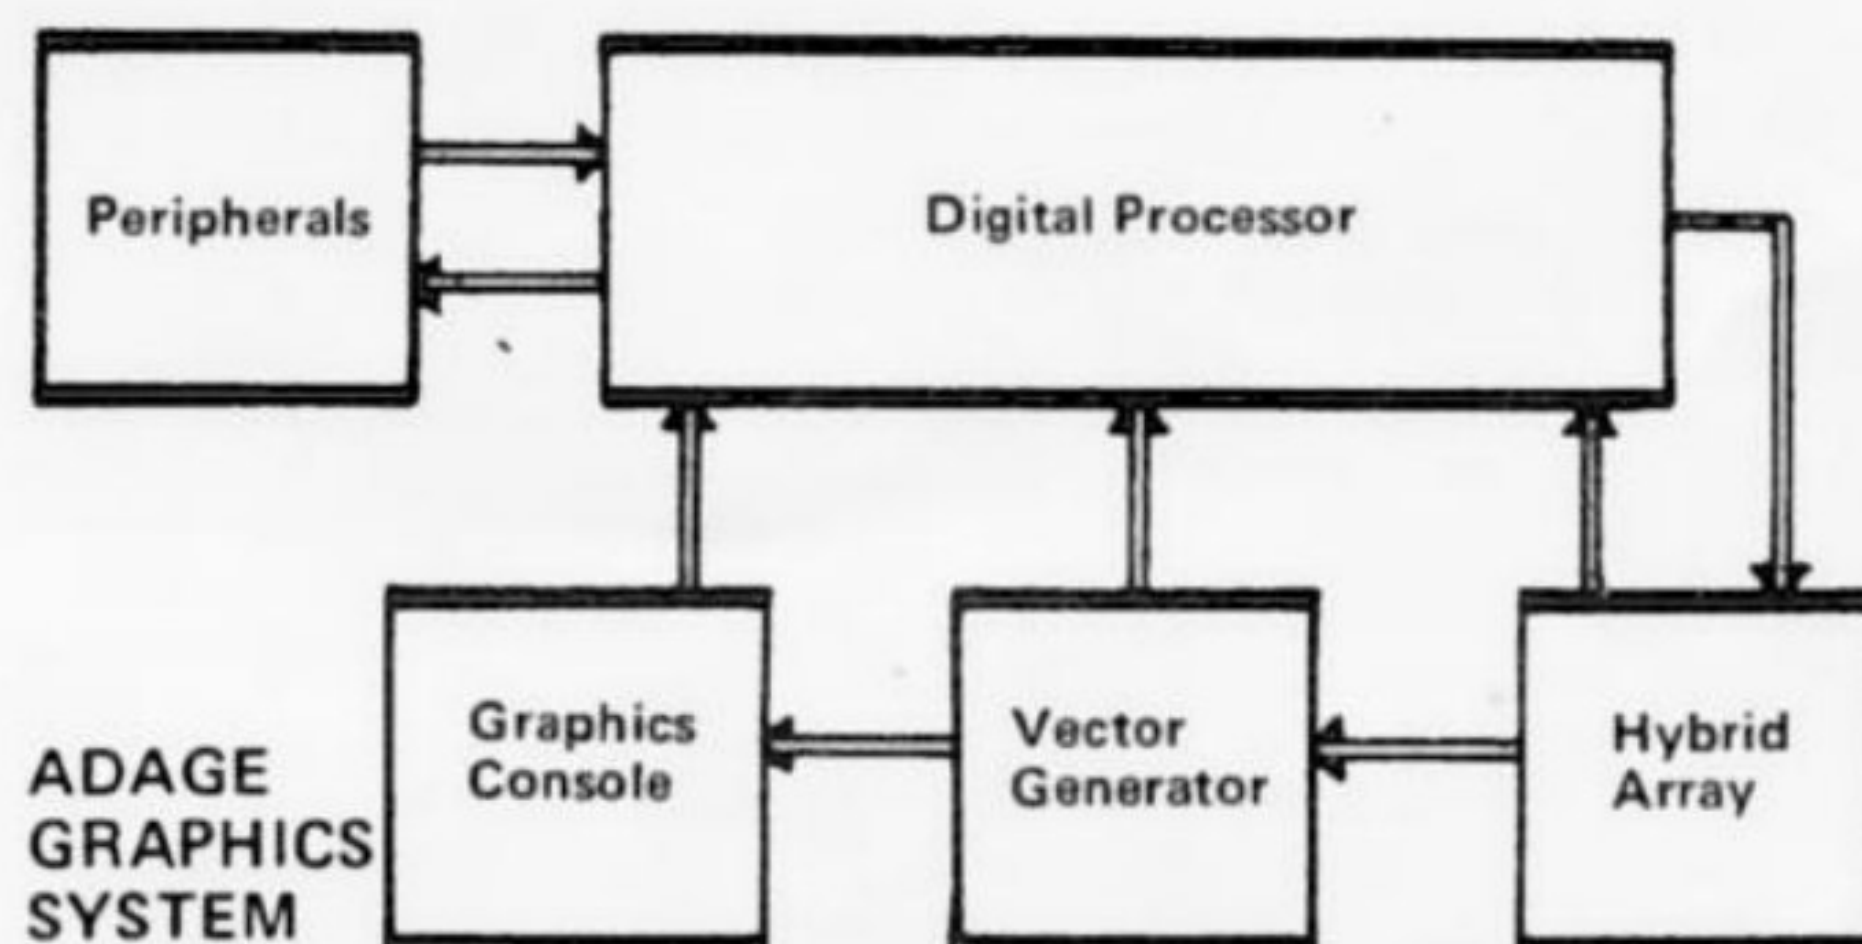 Peripherals
Digital Processor
Graphics
Console
Vector
Generator
Hybrid
Array
ADAGE
GRAPHICS
SYSTEM